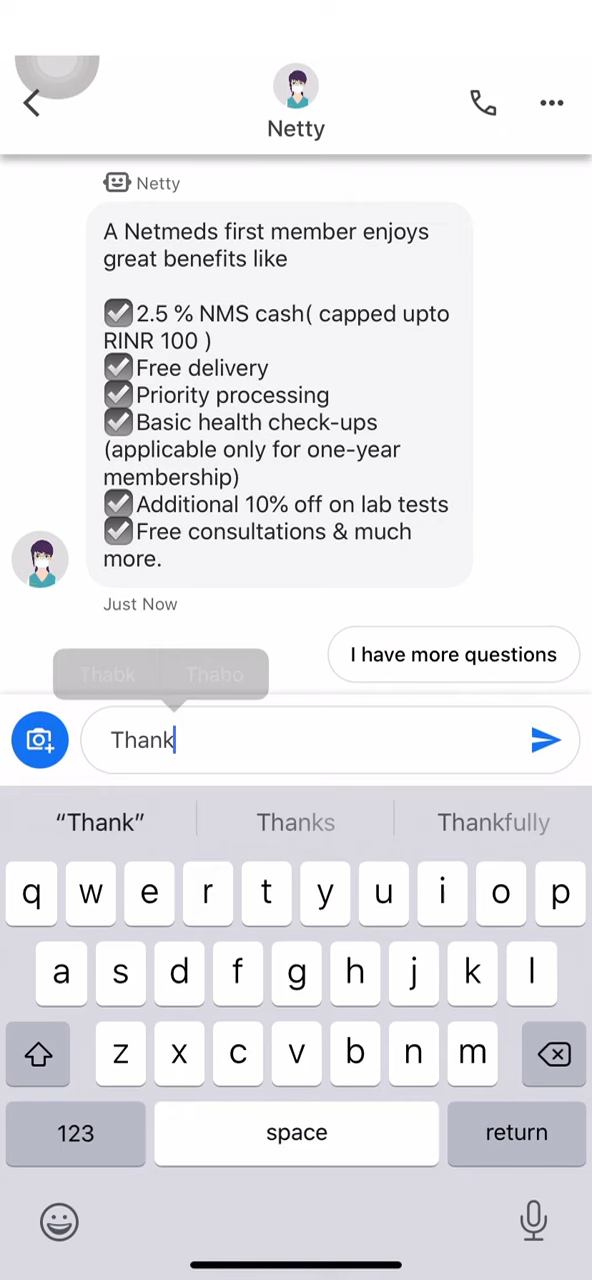 Netty
Netty
A Netmeds first member enjoys
great benefits like
2.5 % NMS cash( capped upto
RINR 100 )
Free delivery
Priority processing
Basic health check-ups
(applicable only for one-year
membership)
Additional 10% off on lab tests
Free consultations & much
more.
Just Now
I have more questions
Thabk Thabo
Thank
“Thank” Thanks Thankfully
q w e r t y u i o p
a s d f g h j k l
z x c v b n m
123 space return